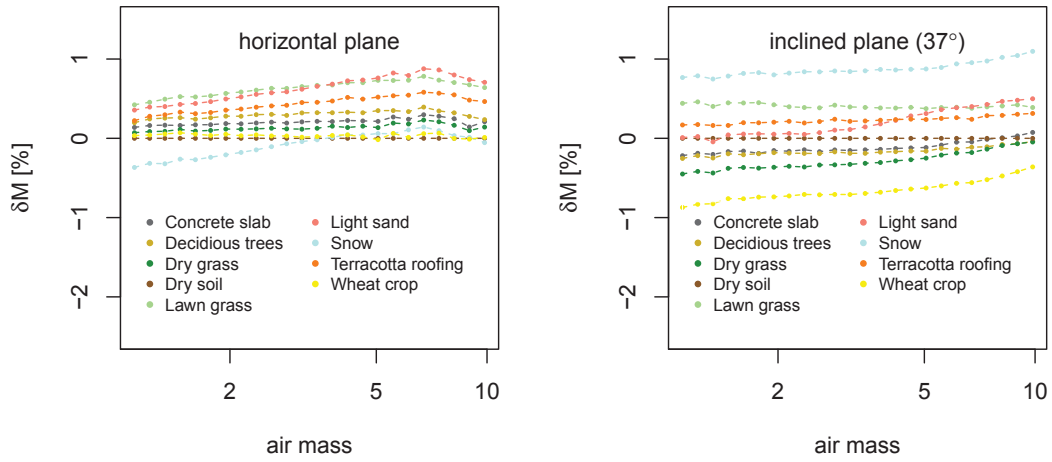 horizontal plane
δM [%]
1
0
−1
−2
Concrete slab
Decidious trees
Dry grass
Dry soil
Lawn grass
Light sand
Snow
Terracotta roofing
Wheat crop
2
5
10
air mass
inclined plane (37°)
δM [%]
1
0
−1
−2
Concrete slab
Decidious trees
Dry grass
Dry soil
Lawn grass
Light sand
Snow
Terracotta roofing
Wheat crop
2
5
10
air mass